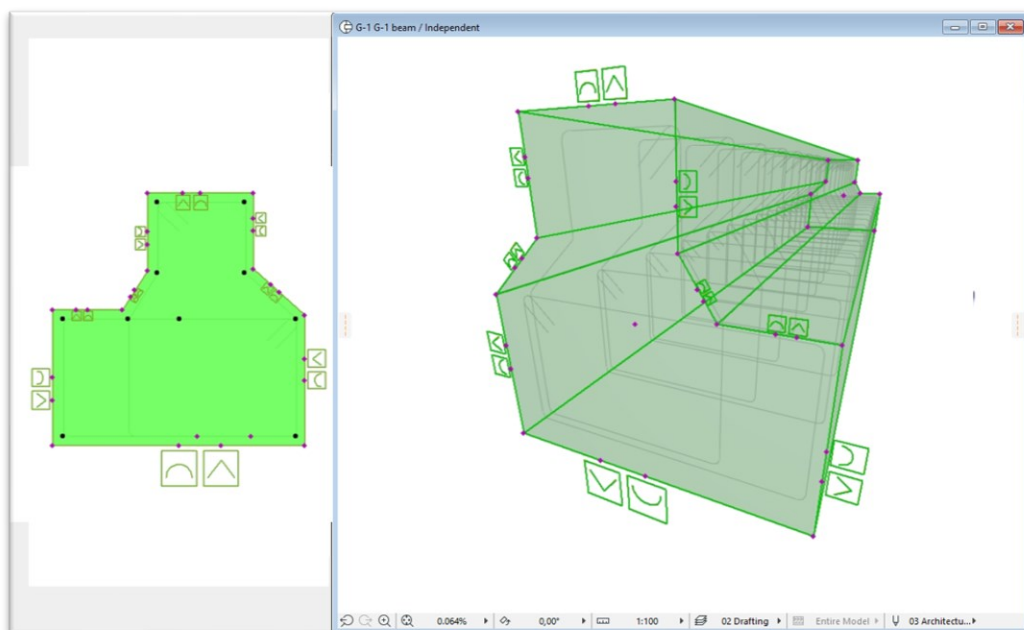 G-1 G-1 beam / Independent
0.064%
0,00°
1:100
02 Drafting
Entire Model
03 Architectu...